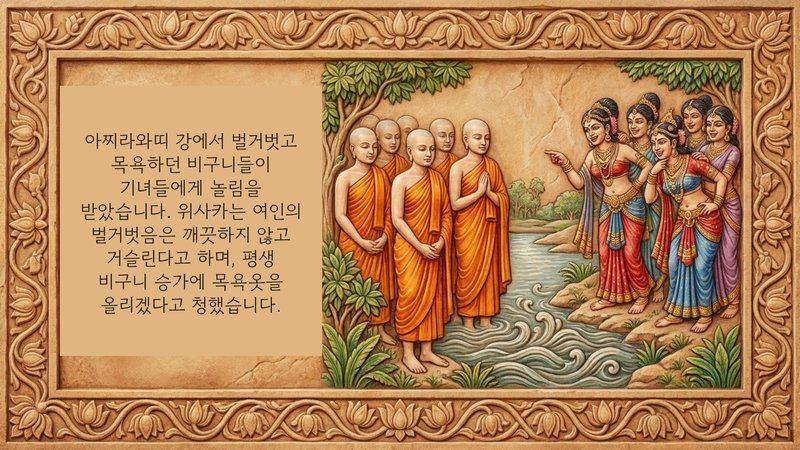 아찌라와띠 강에서 벌거벗고
목욕하던 비구니들이
기녀들에게 놀림을
받았습니다. 위사카는 여인의
벌거벗음은 깨끗하지 않고
거슬린다고 하며, 평생
비구니 승가에 목욕옷을
올리겠다고 청했습니다.